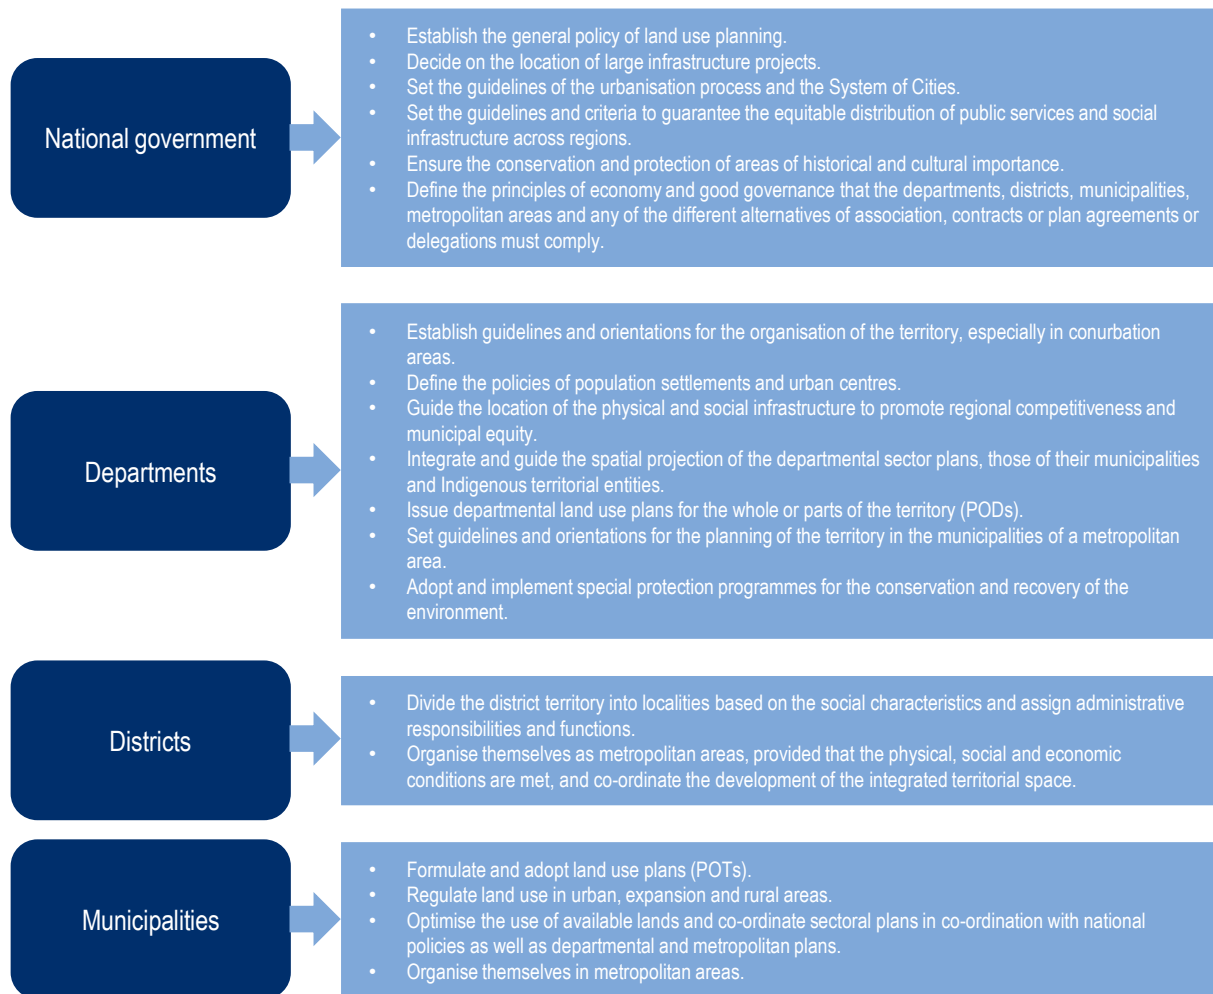 National government
• Establish the general policy of land use planning.
• Decide on the location of large infrastructure projects.
• Set the guidelines of the urbanisation process and the System of Cities.
• Set the guidelines and criteria to guarantee the equitable distribution of public services and social
infrastructure across regions.
• Ensure the conservation and protection of areas of historical and cultural importance.
• Define the principles of economy and good governance that the departments, districts, municipalities,
metropolitan areas and any of the different alternatives of association, contracts or plan agreements or
delegations must comply.
Departments
• Establish guidelines and orientations for the organisation of the territory, especially in conurbation
areas.
• Define the policies of population settlements and urban centres.
• Guide the location of the physical and social infrastructure to promote regional competitiveness and
municipal equity.
• Integrate and guide the spatial projection of the departmental sector plans, those of their municipalities
and Indigenous territorial entities.
• Issue departmental land use plans for the whole or parts of the territory (PODs).
• Set guidelines and orientations for the planning of the territory in the municipalities of a metropolitan
area.
• Adopt and implement special protection programmes for the conservation and recovery of the
environment.
Districts
• Divide the district territory into localities based on the social characteristics and assign administrative
responsibilities and functions.
• Organise themselves as metropolitan areas, provided that the physical, social and economic
conditions are met, and co-ordinate the development of the integrated territorial space.
Municipalities
• Formulate and adopt land use plans (POTs).
• Regulate land use in urban, expansion and rural areas.
• Optimise the use of available lands and co-ordinate sectoral plans in co-ordination with national
policies as well as departmental and metropolitan plans.
• Organise themselves in metropolitan areas.